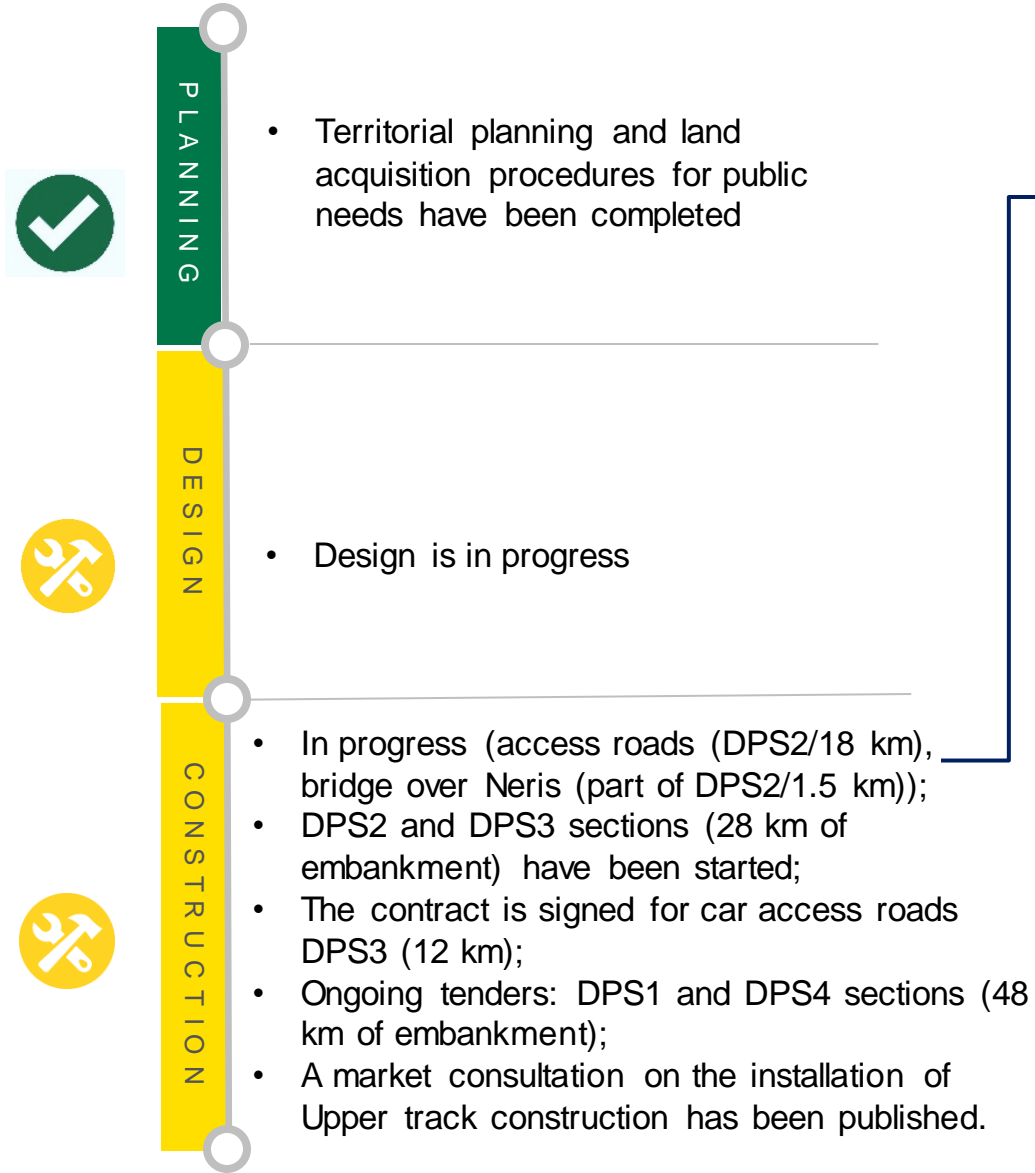 PLANNING
• Territorial planning and land
acquisition procedures for public
needs have been completed
DESIGN
• Design is in progress
CONSTRUCTION
• In progress (access roads (DPS2/18 km),
bridge over Neris (part of DPS2/1.5 km));
• DPS2 and DPS3 sections (28 km of
embankment) have been started;
• The contract is signed for car access roads
DPS3 (12 km);
• Ongoing tenders: DPS1 and DPS4 sections (48
km of embankment);
• A market consultation on the installation of
Upper track construction has been published.